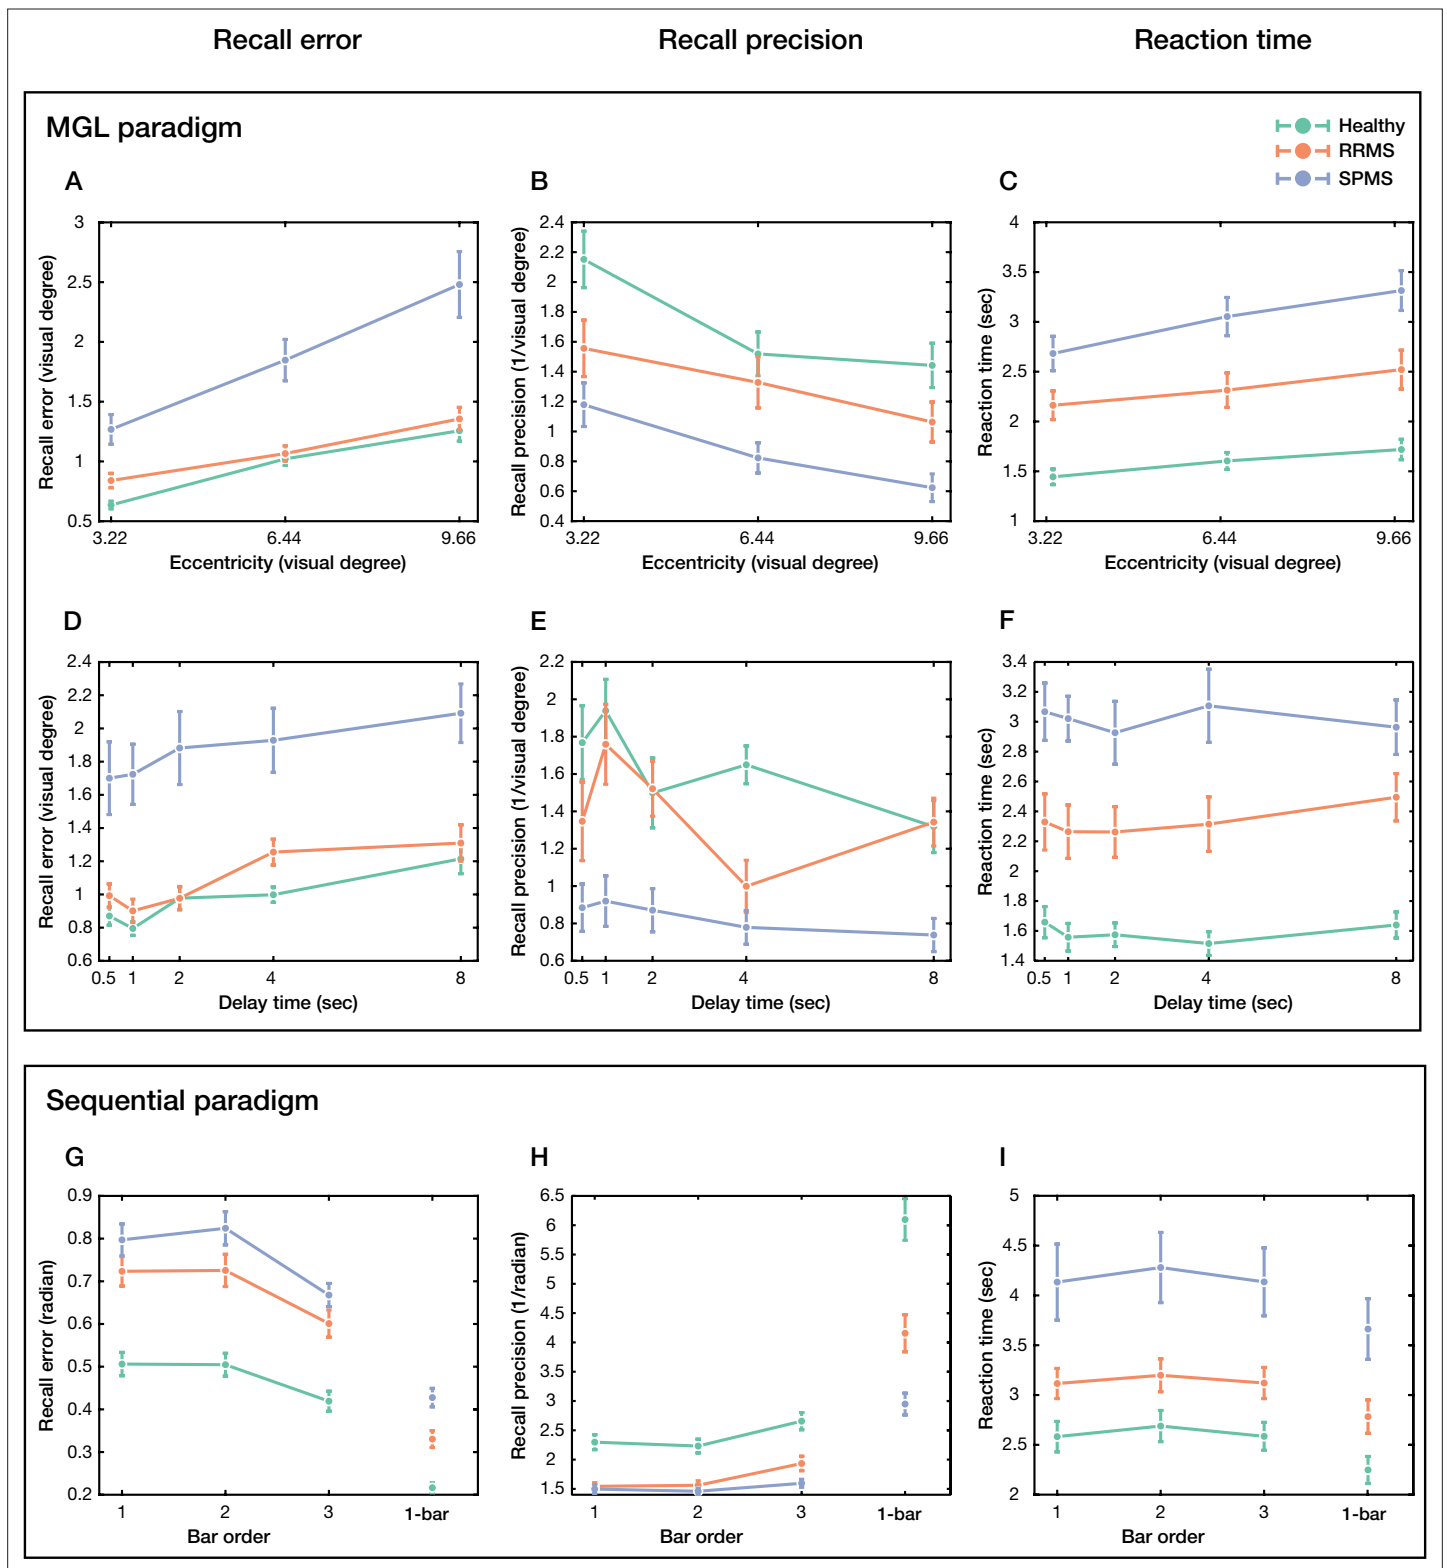 Recall error
Recall precision
Reaction time
MGL paradigm
Healthy
RRMS
SPMS
A
3
2.5
2
1.5
1
0.5
Recall error (visual degree)
3.22
6.44
9.66
Eccentricity (visual degree)
B
2.4
2.2
2
1.8
1.6
1.4
1.2
1
0.8
0.6
0.4
Recall precision (1/visual degree)
3.22
6.44
9.66
Eccentricity (visual degree)
C
4
3.5
3
2.5
2
1.5
1
Reaction time (sec)
3.22
6.44
9.66
Eccentricity (visual degree)
D
2.4
2.2
2
1.8
1.6
1.4
1.2
1
0.8
0.6
Recall error (visual degree)
0.5
1
2
4
8
Delay time (sec)
E
2.2
2
1.8
1.6
1.4
1.2
1
0.8
0.6
Recall precision (1/visual degree)
0.5
1
2
4
8
Delay time (sec)
F
3.4
3.2
3
2.8
2.6
2.4
2.2
2
1.8
1.6
1.4
Reaction time (sec)
0.5
1
2
4
8
Delay time (sec)
Sequential paradigm
G
0.9
0.8
0.7
0.6
0.5
0.4
0.3
0.2
Recall error (radian)
1
2
3
1-bar
Bar order
H
6.5
6
5.5
5
4.5
4
3.5
3
2.5
2
1.5
Recall precision (1/radian)
1
2
3
1-bar
Bar order
I
5
4.5
4
3.5
3
2.5
2
Reaction time (sec)
1
2
3
1-bar
Bar order